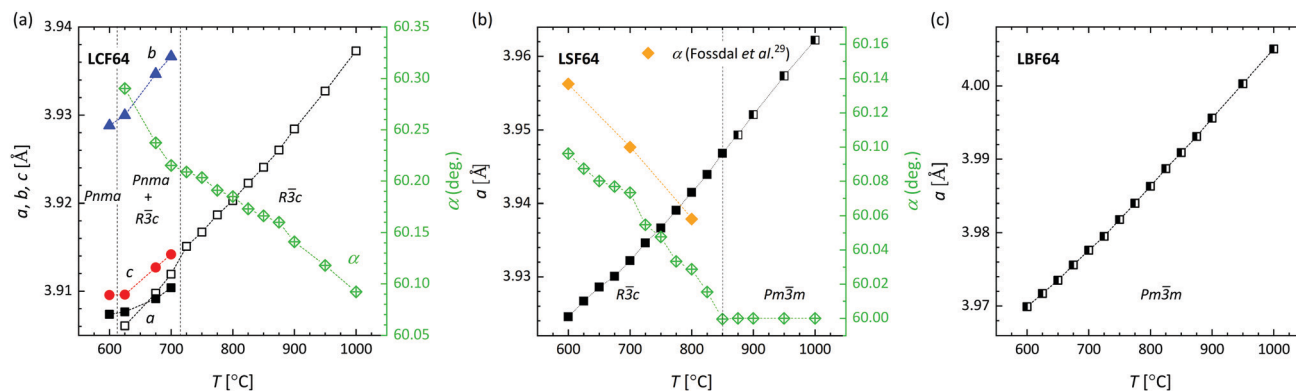 (a)
LCF64
3.94
3.93
3.92
3.91
a, b, c [Å]
b
c
a
α
Pnma
Pnma
+
R3̅c
R3̅c
60.35
60.30
60.25
60.20
60.15
60.10
60.05
α (deg.)
600 700 800 900 1000
T [°C]
(b)
LSF64
α (Fossdal et al.29)
3.96
3.95
3.94
3.93
a [Å]
R3̅c
Pm3̅m
60.16
60.14
60.12
60.10
60.08
60.06
60.04
60.02
60.00
α (deg.)
600 700 800 900 1000
T [°C]
(c)
LBF64
4.00
3.99
3.98
3.97
a [Å]
Pm3̅m
600 700 800 900 1000
T [°C]